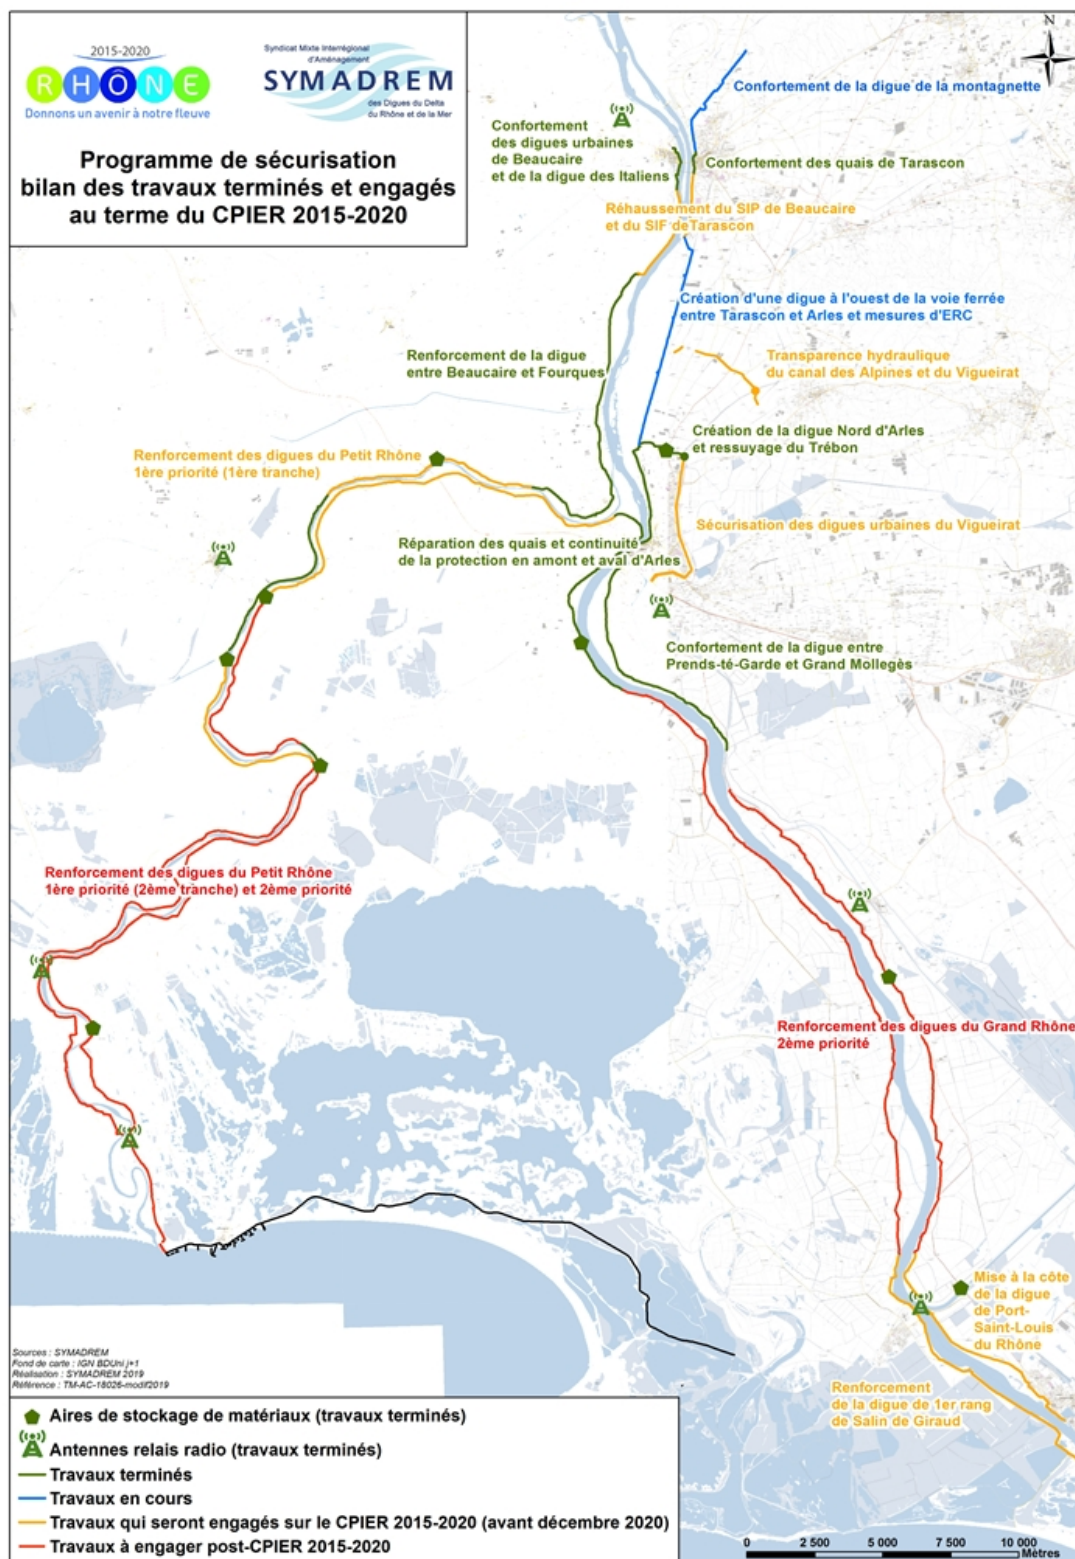 2015-2020
RHÔNE
Donnons un avenir à notre fleuve
Syndicat Mixte Interrégional
d'Aménagement
SYMADREM
des Digues du Delta
du Rhône et de la Mer
Programme de sécurisation
bilan des travaux terminés et engagés
au terme du CPIER 2015-2020
N
Confortement de la digue de la montagnette
Confortement
des digues urbaines
de Beaucaire
et de la digue des Italiens
Confortement des quais de Tarascon
Réhaussement du SIP de Beaucaire
et du SIF deTarascon
Création d'une digue à l'ouest de la voie ferrée
entre Tarascon et Arles et mesures d'ERC
Renforcement de la digue
entre Beaucaire et Fourques
Transparence hydraulique
du canal des Alpines et du Vigueirat
Création de la digue Nord d'Arles
et ressuyage du Trébon
Renforcement des digues du Petit Rhône
1ère priorité (1ère tranche)
Sécurisation des digues urbaines du Vigueirat
Réparation des quais et continuité
de la protection en amont et aval d'Arles
Confortement de la digue entre
Prends-té-Garde et Grand Mollegès
Renforcement des digues du Petit Rhône
1ère priorité (2ème tranche) et 2ème priorité
Renforcement des digues du Grand Rhône
2ème priorité
Mise à la côte
de la digue
de Port-
Saint-Louis
du Rhône
Renforcement
de la digue de 1er rang
de Salin de Giraud
Sources : SYMADREM
Fond de carte : IGN BDUni j+1
Réalisation : SYMADREM 2019
Référence : TM-AC-18026-modif2019
Aires de stockage de matériaux (travaux terminés)
Antennes relais radio (travaux terminés)
Travaux terminés
Travaux en cours
Travaux qui seront engagés sur le CPIER 2015-2020 (avant décembre 2020)
Travaux à engager post-CPIER 2015-2020
0 2 500 5 000 7 500 10 000
Mètres